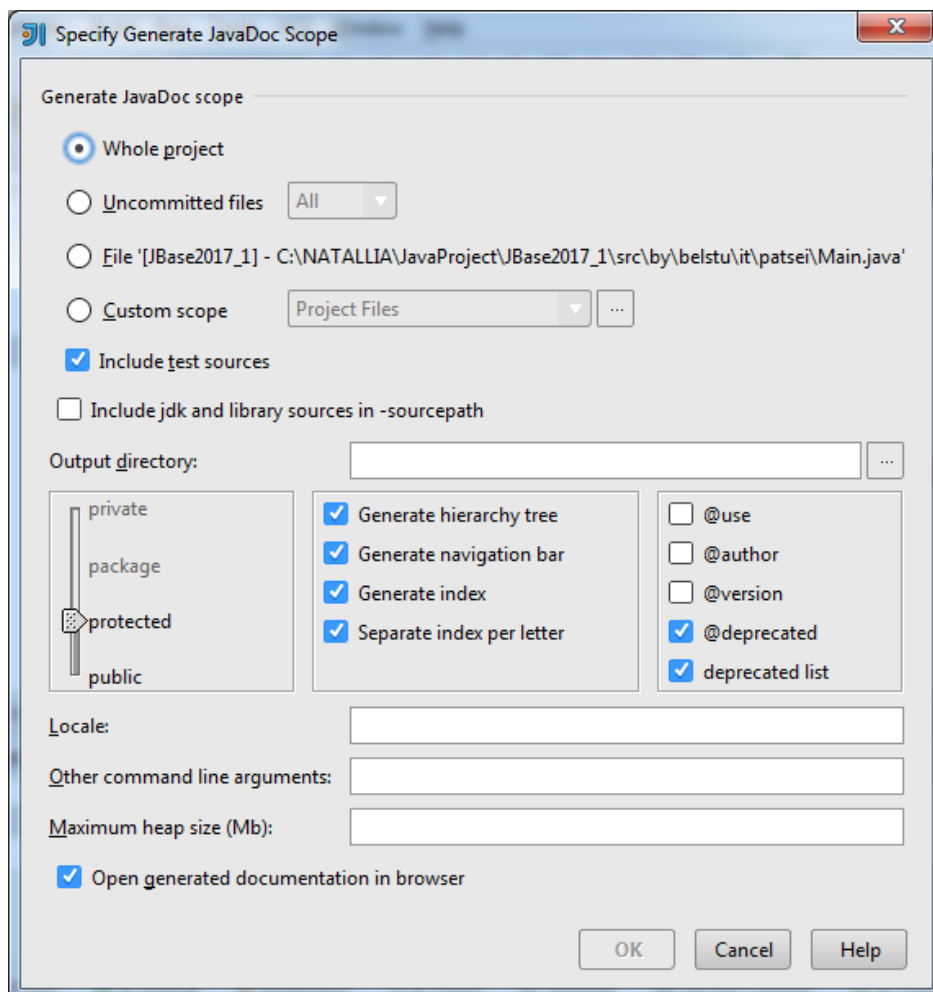 Specify Generate JavaDoc Scope
Generate JavaDoc scope
Whole project
Uncommitted files All
File '[JBase2017_1] - C:\NATALLIA\JavaProject\JBase2017_1\src\by\belstu\it\patsei\Main.java'
Custom scope Project Files ...
Include test sources
Include jdk and library sources in -sourcepath
Output directory: ...
private
package
protected
public
Generate hierarchy tree
Generate navigation bar
Generate index
Separate index per letter
@use
@author
@version
@deprecated
deprecated list
Locale:
Other command line arguments:
Maximum heap size (Mb):
Open generated documentation in browser
OK Cancel Help